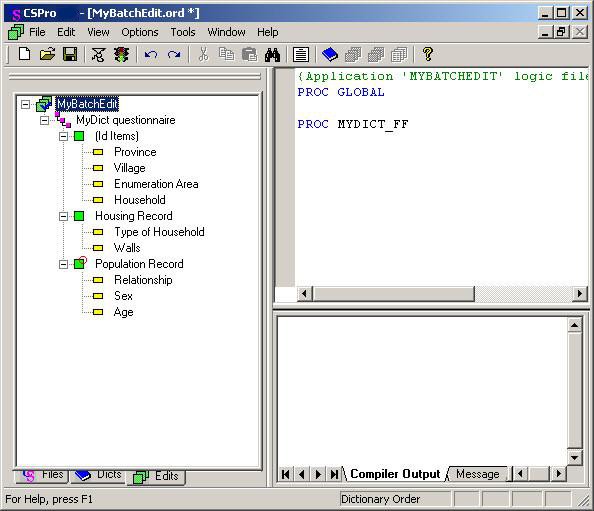 CSPro - [MyBatchEdit.ord *]
File Edit View Options Tools Window Help
MyBatchEdit
MyDict questionnaire
(Id Items)
Province
Village
Enumeration Area
Household
Housing Record
Type of Household
Walls
Population Record
Relationship
Sex
Age
Files Dicts Edits
{Application 'MYBATCHEDIT' logic file
PROC GLOBAL
PROC MYDICT_FF
Compiler Output Message
For Help, press F1
Dictionary Order